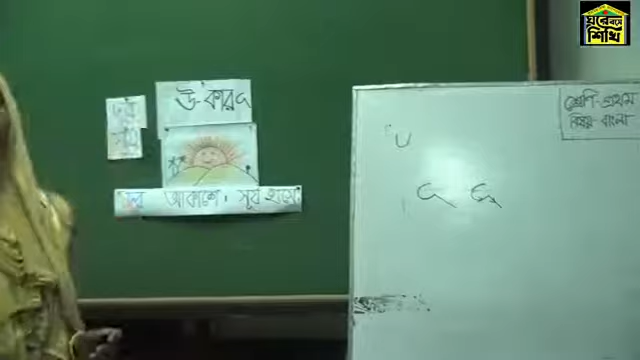 ঘরে বসে
শিখি
ঊ-কার ূ
শ্রেণি-প্রথম
বিষয়-বাংলা
দূর আকাশে সূর্য হাসে